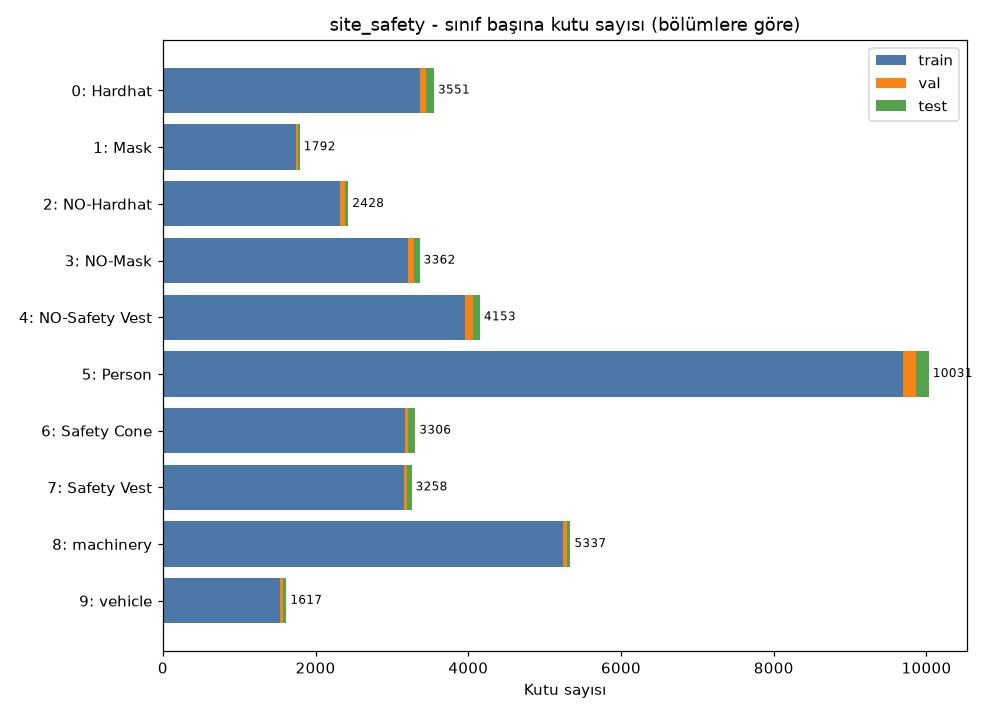 site_safety - sınıf başına kutu sayısı (bölümlere göre)
train
val
test
0: Hardhat
3551
1: Mask
1792
2: NO-Hardhat
2428
3: NO-Mask
3362
4: NO-Safety Vest
4153
5: Person
10031
6: Safety Cone
3306
7: Safety Vest
3258
8: machinery
5337
9: vehicle
1617
0 2000 4000 6000 8000 10000
Kutu sayısı